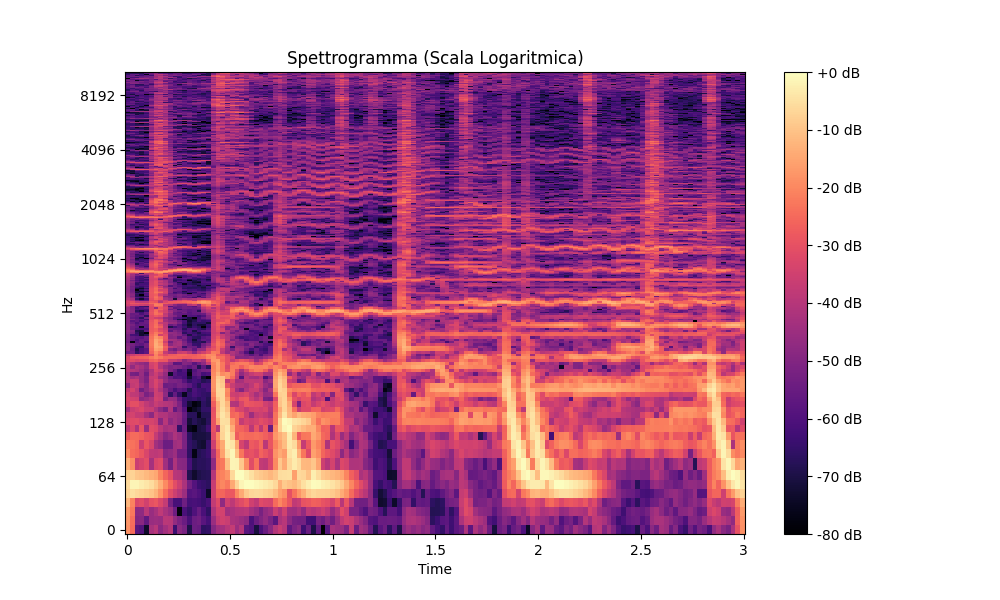 Spettrogramma (Scala Logaritmica)
Hz
8192
4096
2048
1024
512
256
128
64
0
0
0.5
1
1.5
2
2.5
3
Time
+0 dB
-10 dB
-20 dB
-30 dB
-40 dB
-50 dB
-60 dB
-70 dB
-80 dB